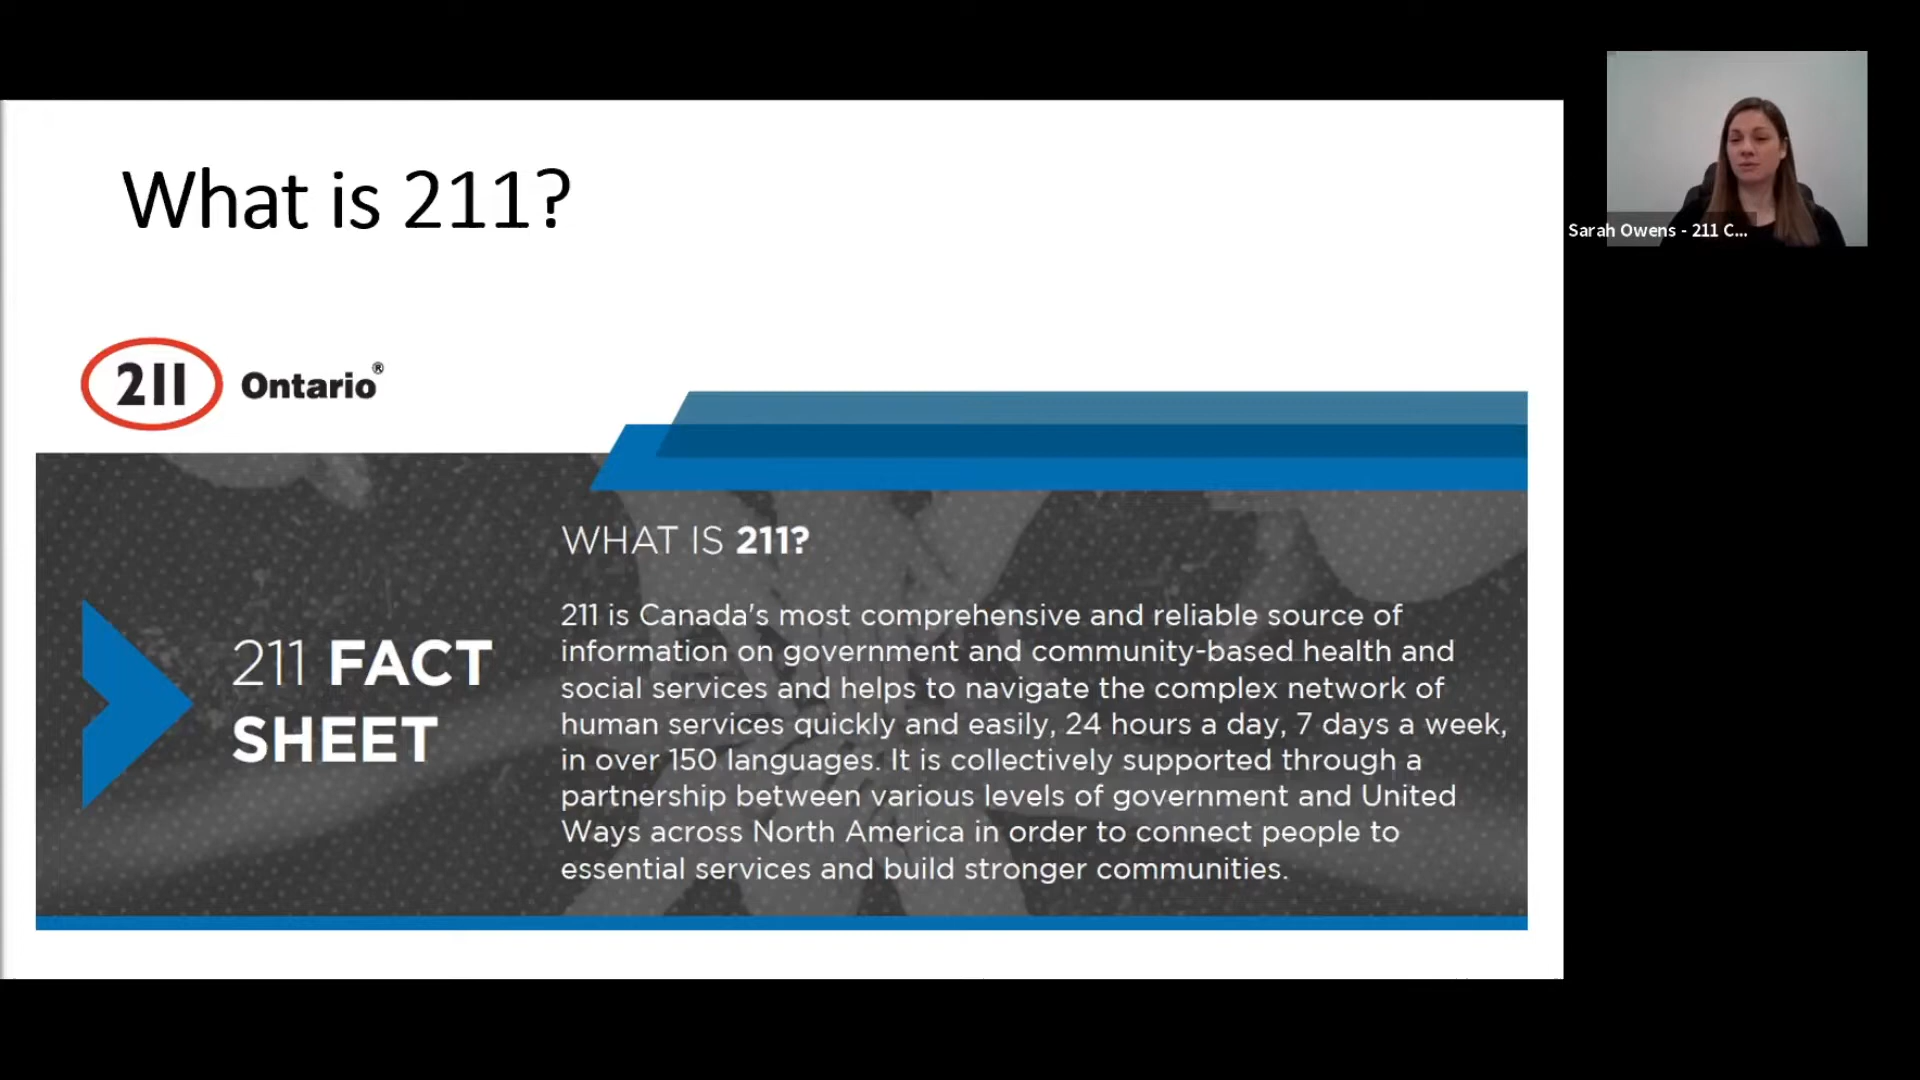 What is 211?
Sarah Owens - 211 C...
211 Ontario®
WHAT IS 211?
211 FACT
SHEET
211 is Canada's most comprehensive and reliable source of
information on government and community-based health and
social services and helps to navigate the complex network of
human services quickly and easily, 24 hours a day, 7 days a week,
in over 150 languages. It is collectively supported through a
partnership between various levels of government and United
Ways across North America in order to connect people to
essential services and build stronger communities.